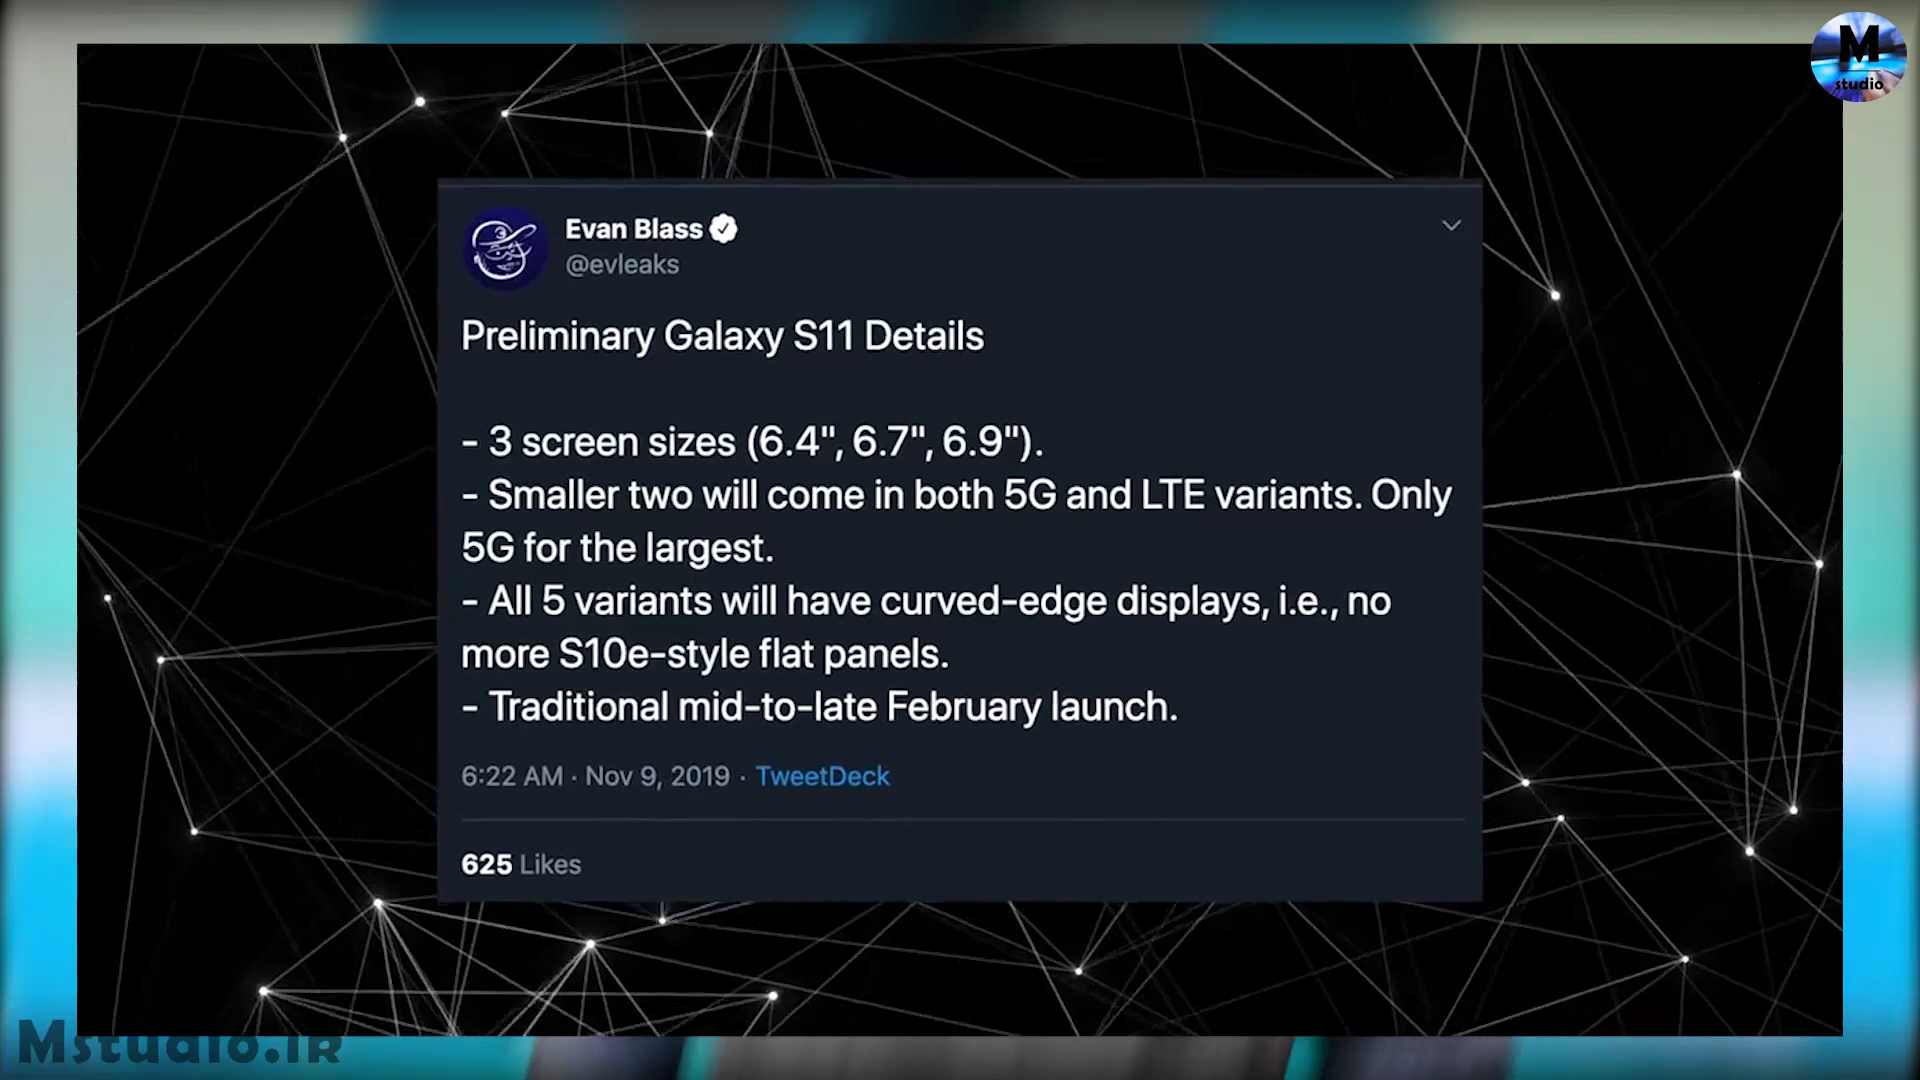 M
studio
Evan Blass
@evleaks
Preliminary Galaxy S11 Details
- 3 screen sizes (6.4", 6.7", 6.9").
- Smaller two will come in both 5G and LTE variants. Only
5G for the largest.
- All 5 variants will have curved-edge displays, i.e., no
more S10e-style flat panels.
- Traditional mid-to-late February launch.
6:22 AM · Nov 9, 2019 · TweetDeck
625 Likes
Mstudio.IR